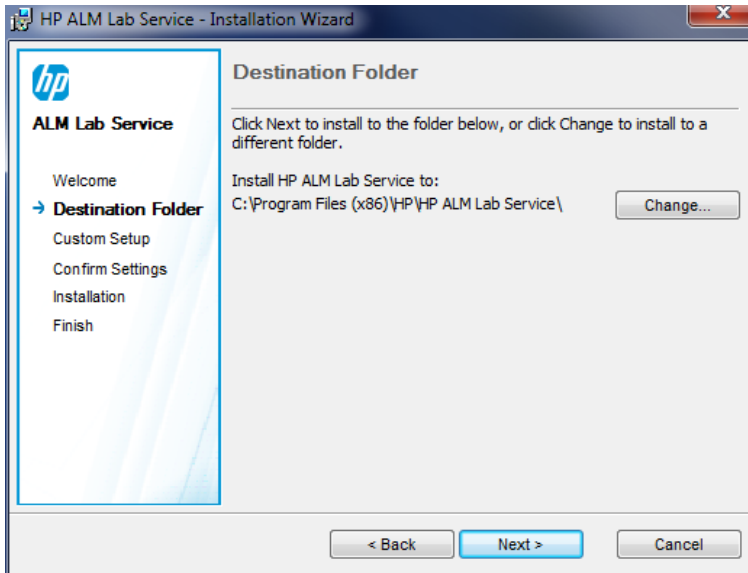 HP ALM Lab Service - Installation Wizard
hp
ALM Lab Service
Welcome
→ Destination Folder
Custom Setup
Confirm Settings
Installation
Finish
Destination Folder
Click Next to install to the folder below, or click Change to install to a
different folder.
Install HP ALM Lab Service to:
C:\Program Files (x86)\HP\HP ALM Lab Service\
Change...
< Back
Next >
Cancel